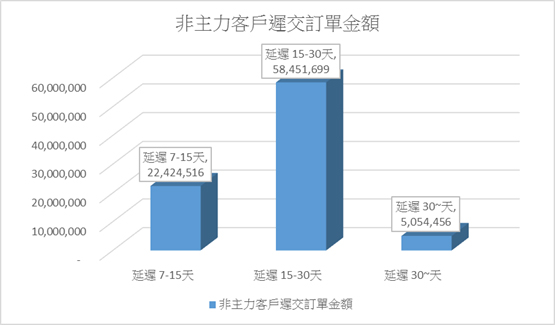 非主力客戶遲交訂單金額
延遲 15-30天,
58,451,699
60,000,000
50,000,000
延遲 7-15天,
22,424,516
40,000,000
30,000,000
延遲 30~天,
5,054,456
20,000,000
10,000,000
-
延遲 7-15天
延遲 15-30天
延遲 30~天
非主力客戶遲交訂單金額